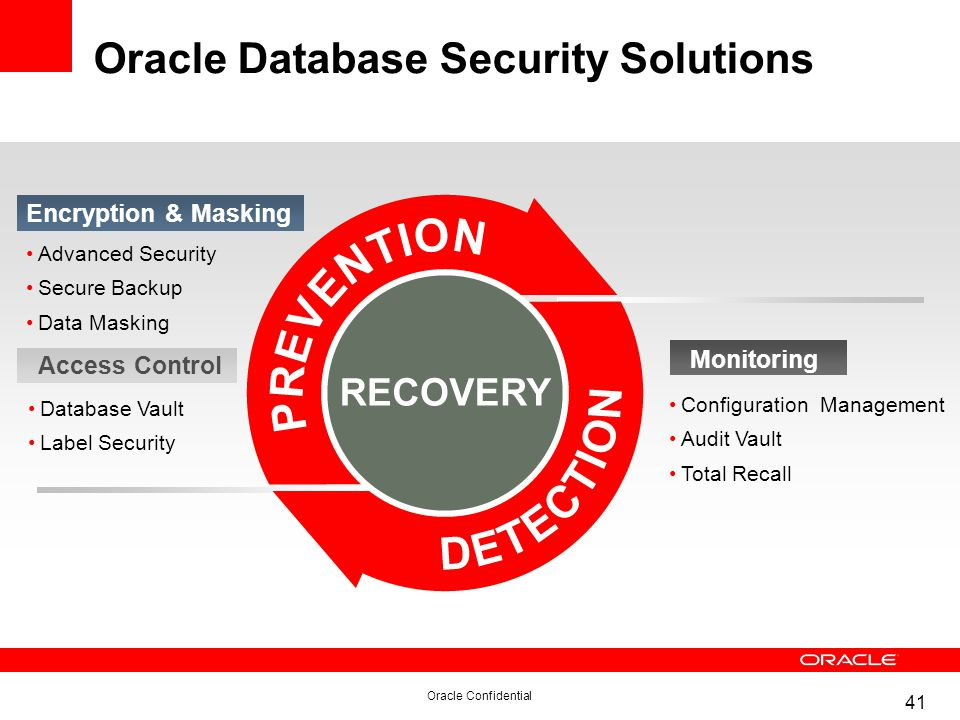 Oracle Database Security Solutions
Encryption & Masking
• Advanced Security
• Secure Backup
• Data Masking
Access Control
• Database Vault
• Label Security
PREVENTION
RECOVERY
DETECTION
Monitoring
• Configuration Management
• Audit Vault
• Total Recall
ORACLE
Oracle Confidential
41